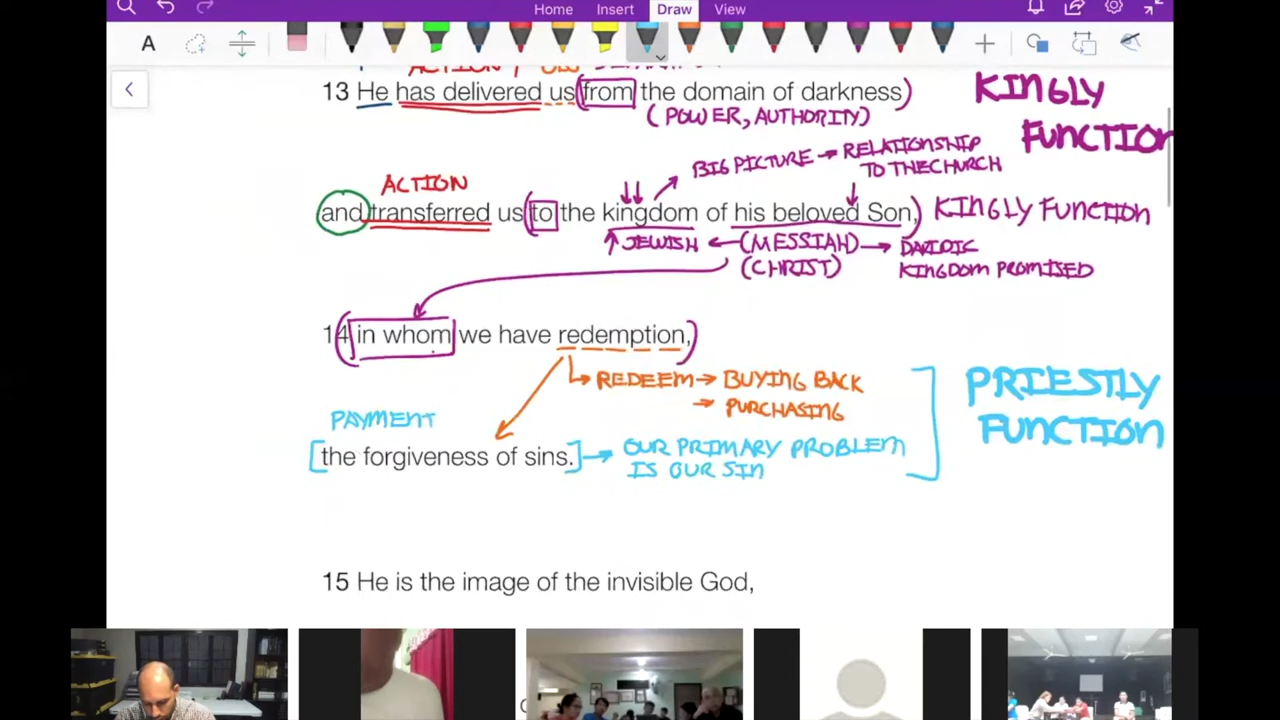 Home Insert Draw View
A
13 He has delivered us (from the domain of darkness)
KINGLY FUNCTION
(POWER, AUTHORITY)
BIG PICTURE → RELATIONSHIP TO THE CHURCH
ACTION
and transferred us (to the kingdom of his beloved Son,)
KINGLY FUNCTION
↑ JEWISH ← (MESSIAH) → DAVIDIC
(CHRIST) KINGDOM PROMISED
14 (in whom we have redemption,)
↳ REDEEM → BUYING BACK
→ PURCHASING
PRIESTLY
FUNCTION
PAYMENT
[the forgiveness of sins.] → OUR PRIMARY PROBLEM
IS OUR SIN
15 He is the image of the invisible God,